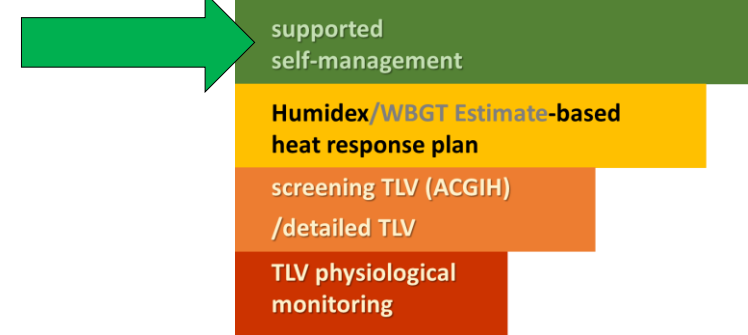 supported
self-management
Humidex/WBGT Estimate-based
heat response plan
screening TLV (ACGIH)
/detailed TLV
TLV physiological
monitoring